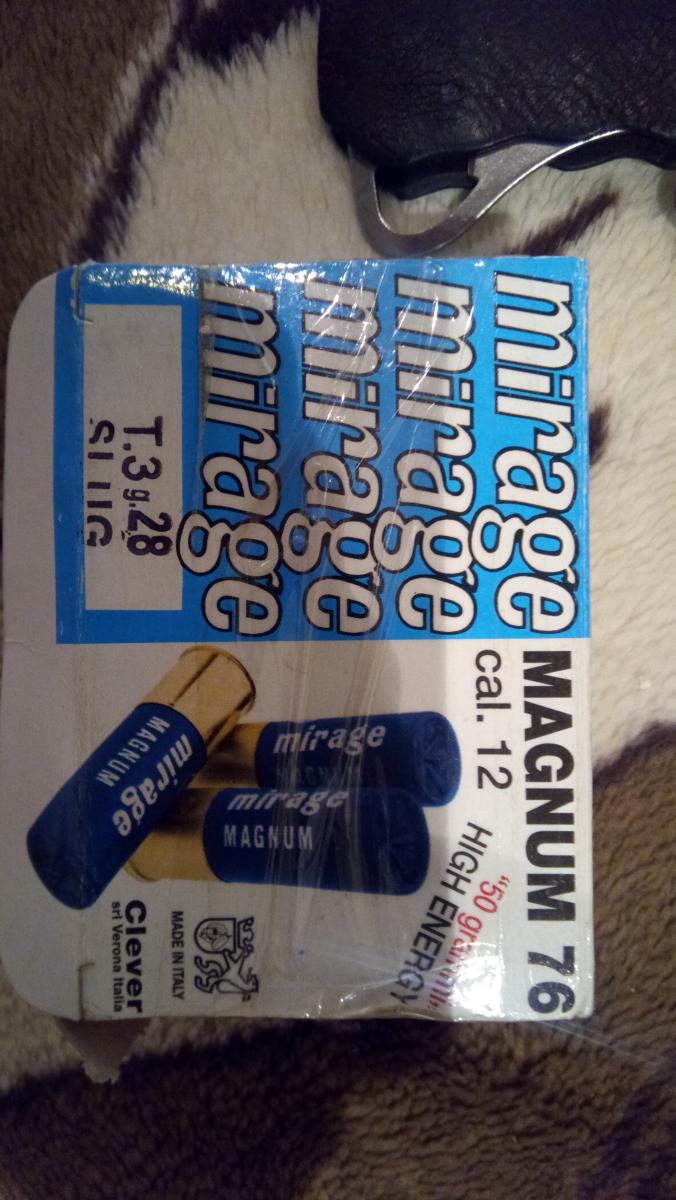 mirage
mirage
mirage
mirage
T.3 g.28
SLUG
MAGNUM 76
cal. 12
"50 grammi"
HIGH ENERGY
mirage
MAGNUM
mirage
MAGNUM
mirage
MAGNUM
MADE IN ITALY
Clever
srl Verona Italia